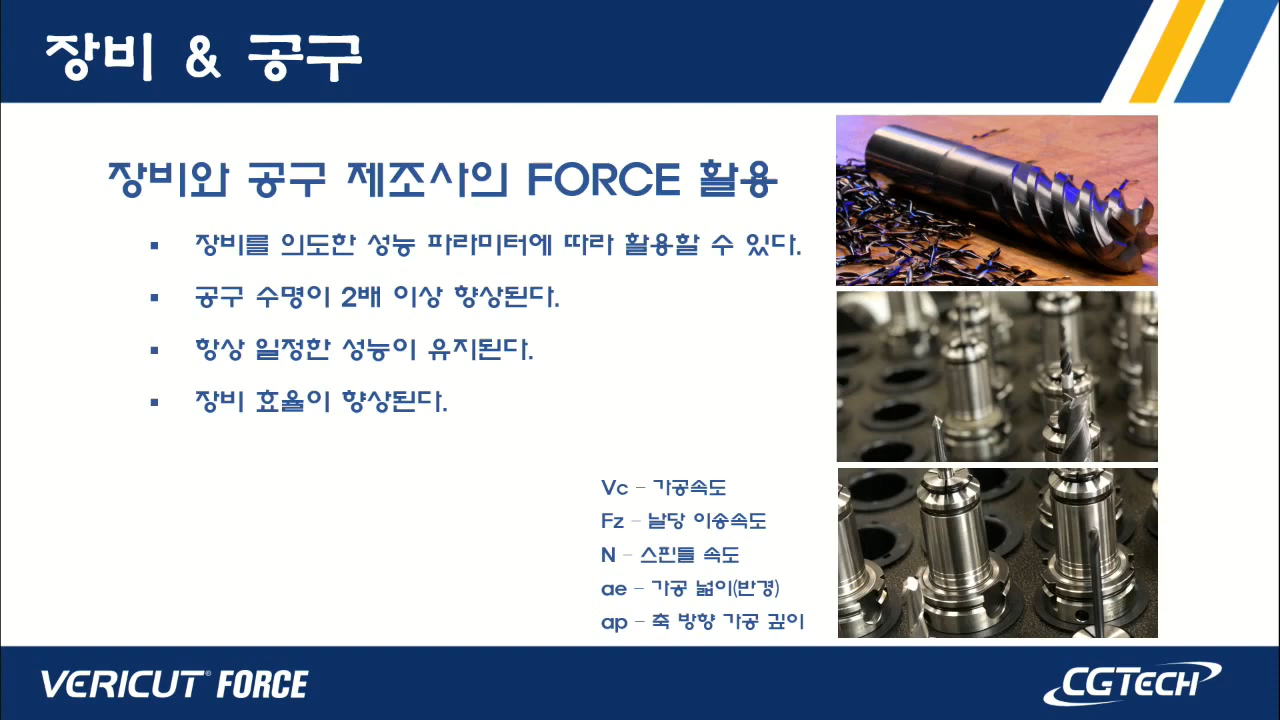 장비 & 공구
장비와 공구 제조사의 FORCE 활용
▪ 장비를 의도한 성능 파라미터에 따라 활용할 수 있다.
▪ 공구 수명이 2배 이상 향상된다.
▪ 항상 일정한 성능이 유지된다.
▪ 장비 효율이 향상된다.
Vc – 가공속도
Fz – 날당 이송속도
N – 스핀들 속도
ae – 가공 넓이(반경)
ap – 축 방향 가공 깊이
VERICUT® FORCE
CGTECH